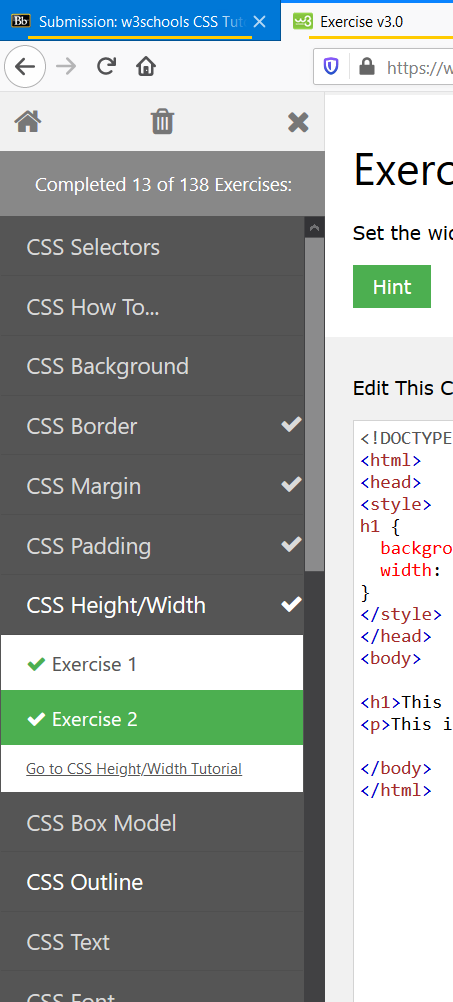 Bb Submission: w3schools CSS Tut
w3 Exercise v3.0
https://w
Completed 13 of 138 Exercises:
CSS Selectors
CSS How To...
CSS Background
CSS Border
CSS Margin
CSS Padding
CSS Height/Width
Exercise 1
Exercise 2
Go to CSS Height/Width Tutorial
CSS Box Model
CSS Outline
CSS Text
CSS Font
Exerc
Set the wid
Hint
Edit This C
<!DOCTYPE
<html>
<head>
<style>
h1 {
backgro
width:
}
</style>
</head>
<body>
<h1>This
<p>This i
</body>
</html>